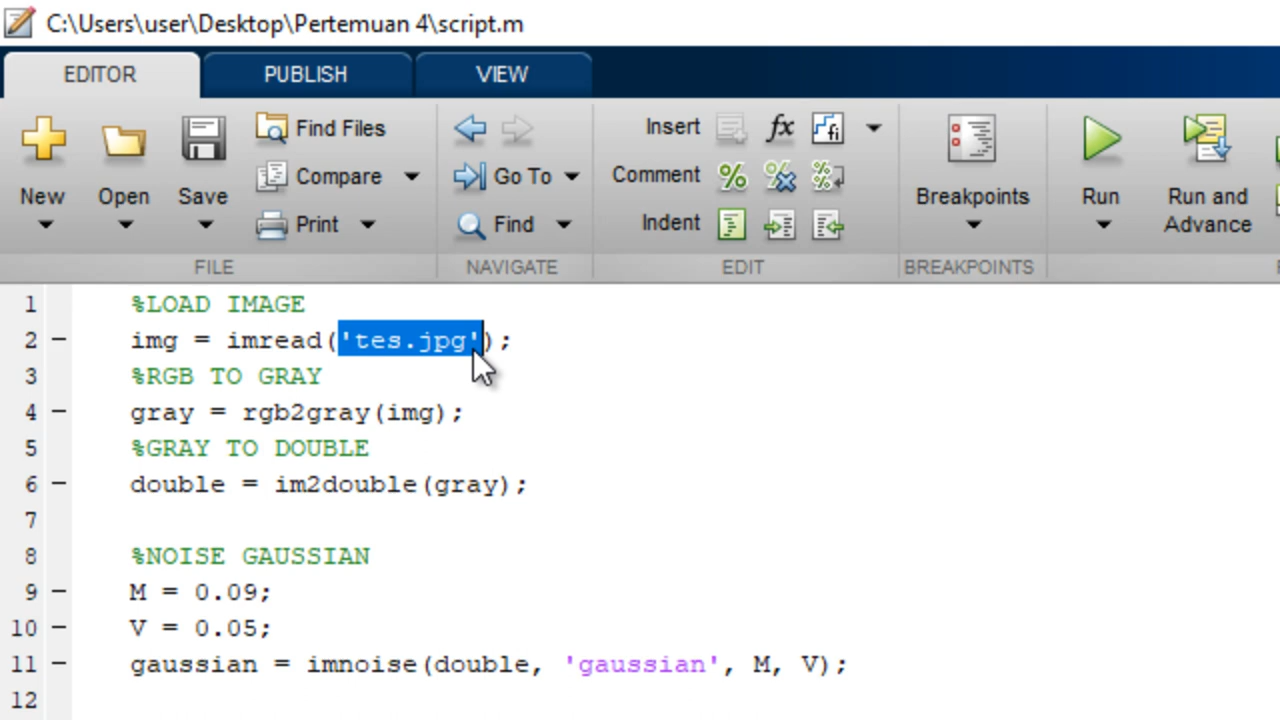 C:\Users\user\Desktop\Pertemuan 4\script.m
EDITOR PUBLISH VIEW
New Open Save Find Files Compare Print
Go To Find
Insert fx fi
Comment % % %
Indent
Breakpoints Run Run and Advance
FILE NAVIGATE EDIT BREAKPOINTS
1 %LOAD IMAGE
2 – img = imread('tes.jpg');
3 %RGB TO GRAY
4 – gray = rgb2gray(img);
5 %GRAY TO DOUBLE
6 – double = im2double(gray);
7
8 %NOISE GAUSSIAN
9 – M = 0.09;
10 – V = 0.05;
11 – gaussian = imnoise(double, 'gaussian', M, V);
12